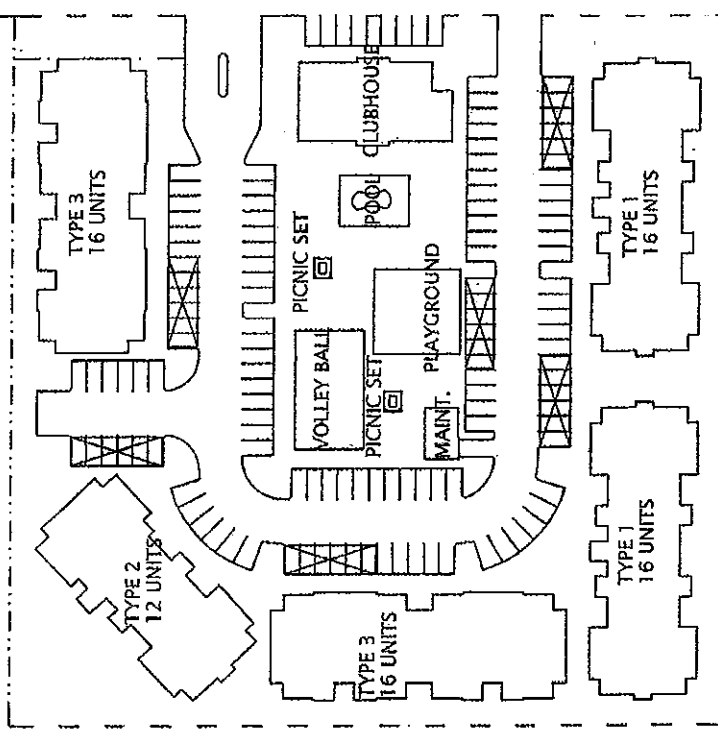 TYPE 3
16 UNITS
CLUBHOUSE
POOL
PICNIC SET
PLAYGROUND
VOLLEY BALL
PICNIC SET
MAINT.
TYPE 1
16 UNITS
TYPE 2
12 UNITS
TYPE 3
16 UNITS
TYPE 1
16 UNITS